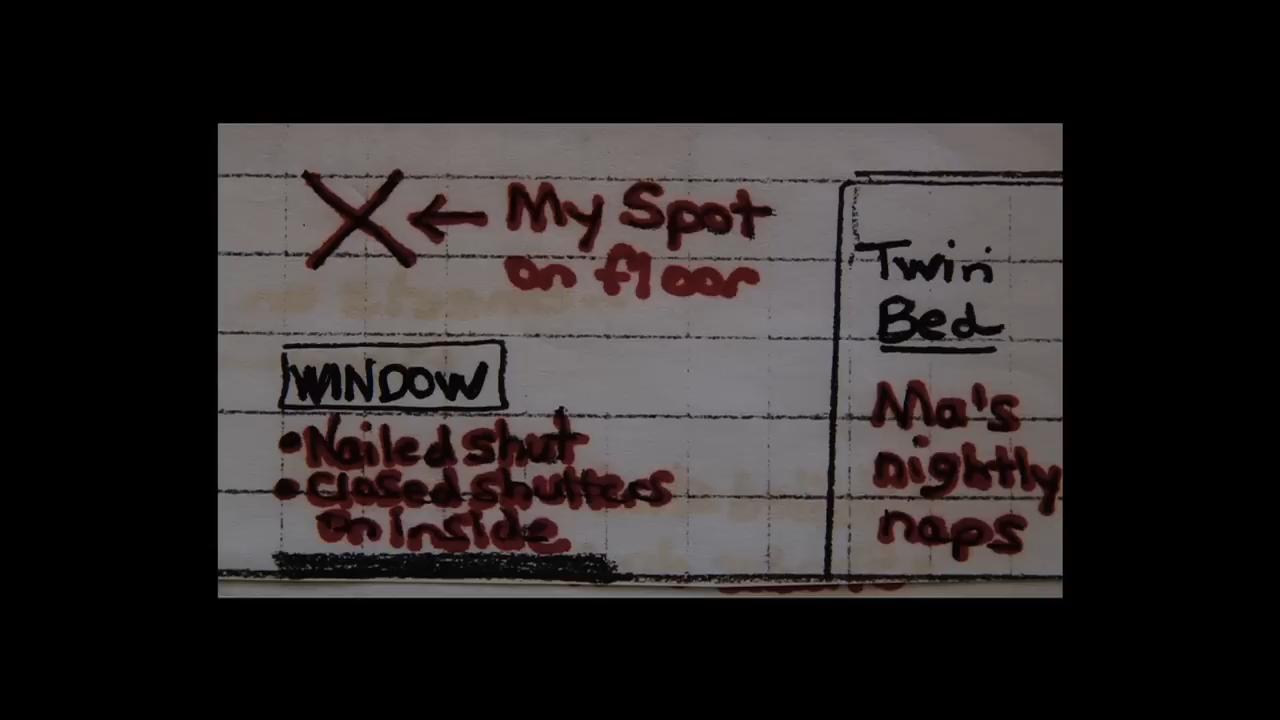 My Spot
on floor
WINDOW
• Nailed shut
• Closed shutters
on inside
Twin
Bed
Ma's
nightly
naps